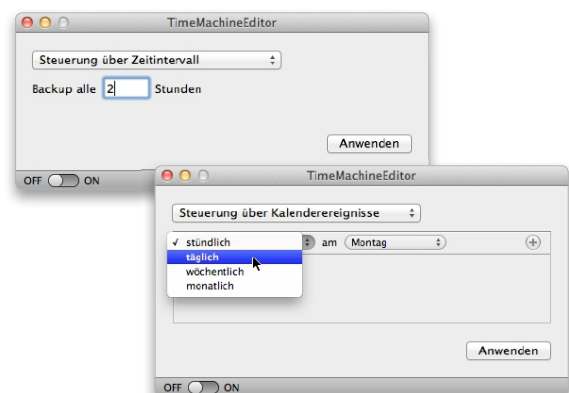 TimeMachineEditor
Steuerung über Zeitintervall
Backup alle 2 Stunden
Anwenden
OFF ON
TimeMachineEditor
Steuerung über Kalenderereignisse
✓ stündlich am Montag
täglich
wöchentlich
monatlich
Anwenden
OFF ON